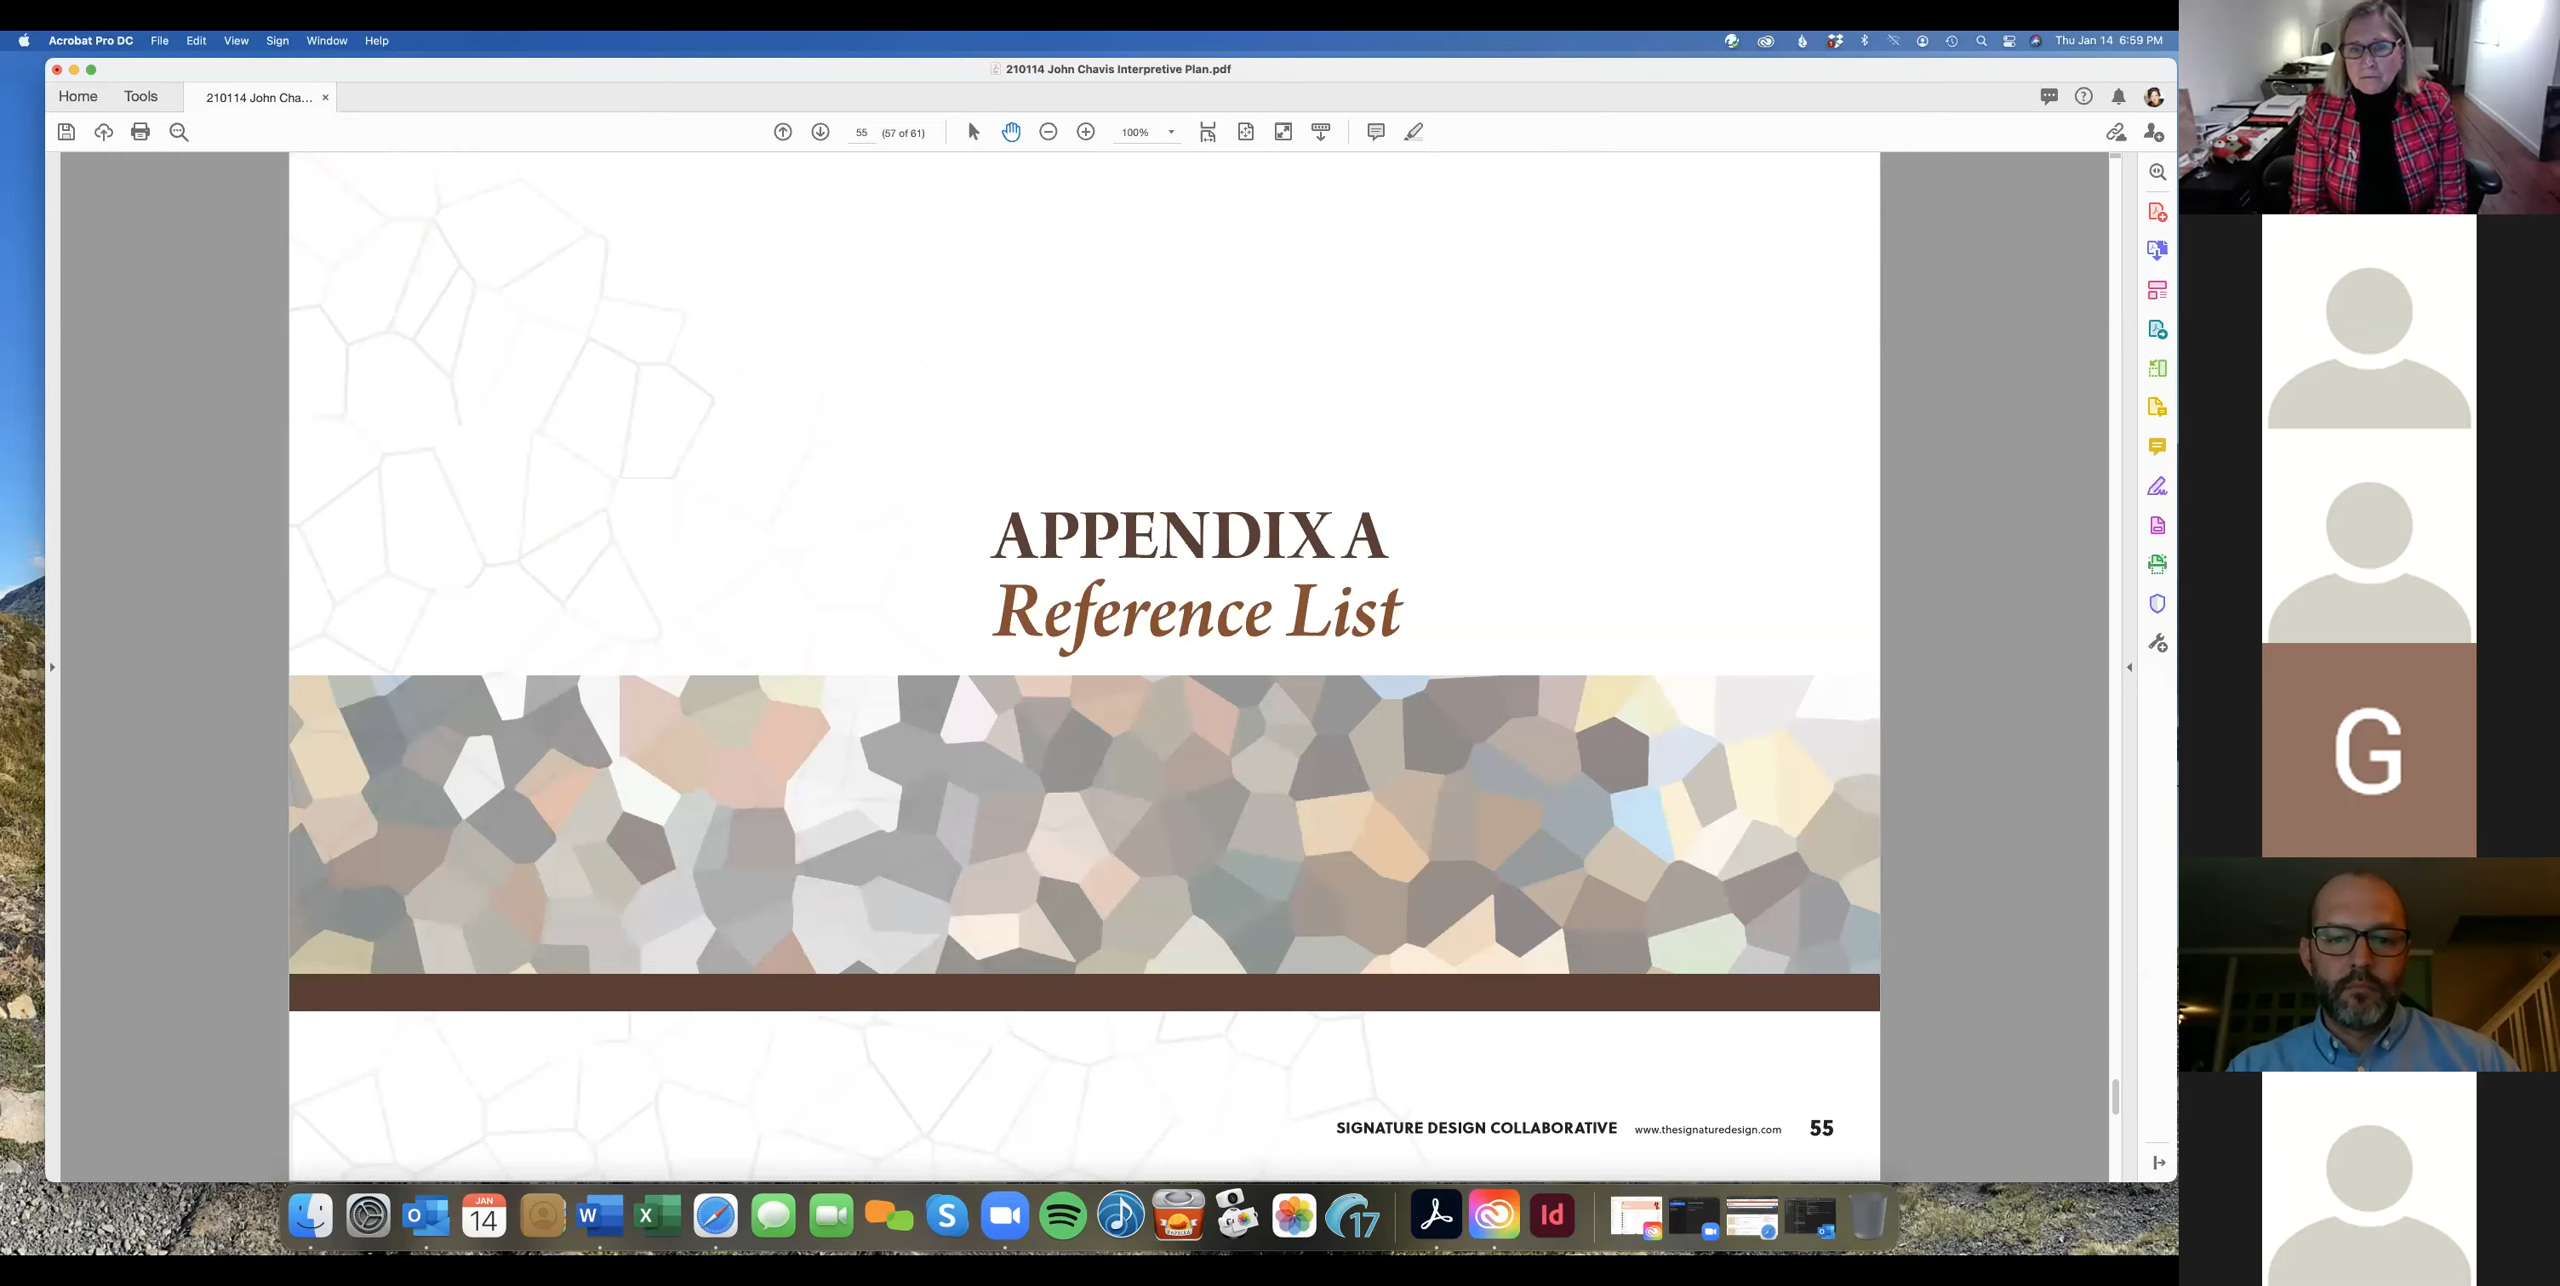 Acrobat Pro DC File Edit View Sign Window Help
Thu Jan 14 6:59 PM
210114 John Chavis Interpretive Plan.pdf
Home Tools 210114 John Cha... ×
55 (57 of 61) 100%
APPENDIX A
Reference List
SIGNATURE DESIGN COLLABORATIVE www.thesignaturedesign.com 55
G
JAN
14
O W X S 17 Id